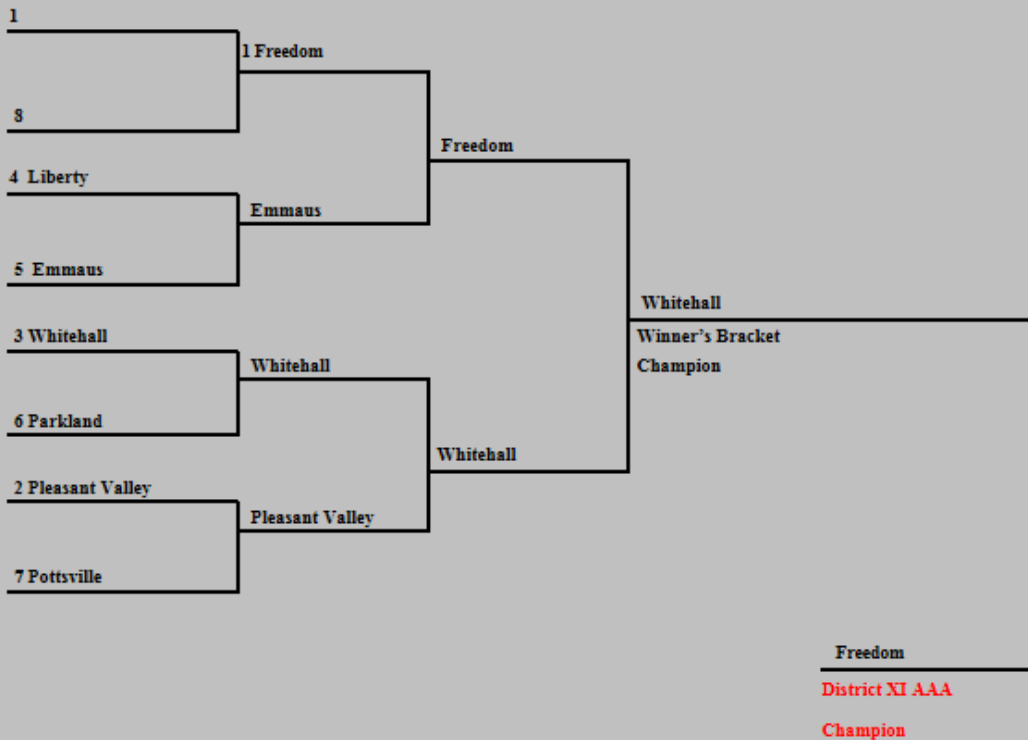 1
1 Freedom
8
Freedom
4 Liberty
Emmaus
5 Emmaus
Whitehall
3 Whitehall
Winner's Bracket
Whitehall
Champion
6 Parkland
Whitehall
2 Pleasant Valley
Pleasant Valley
7 Pottsville
Freedom
District XI AAA
Champion